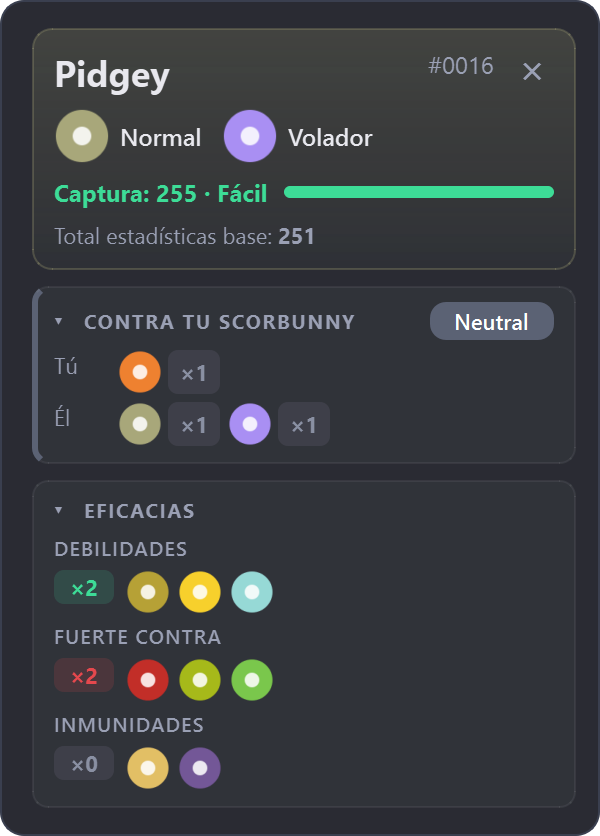 Pidgey #0016 ×
Normal Volador
Captura: 255 · Fácil
Total estadísticas base: 251
▾ CONTRA TU SCORBUNNY Neutral
Tú ×1
Él ×1 ×1
▾ EFICACIAS
DEBILIDADES
×2
FUERTE CONTRA
×2
INMUNIDADES
×0